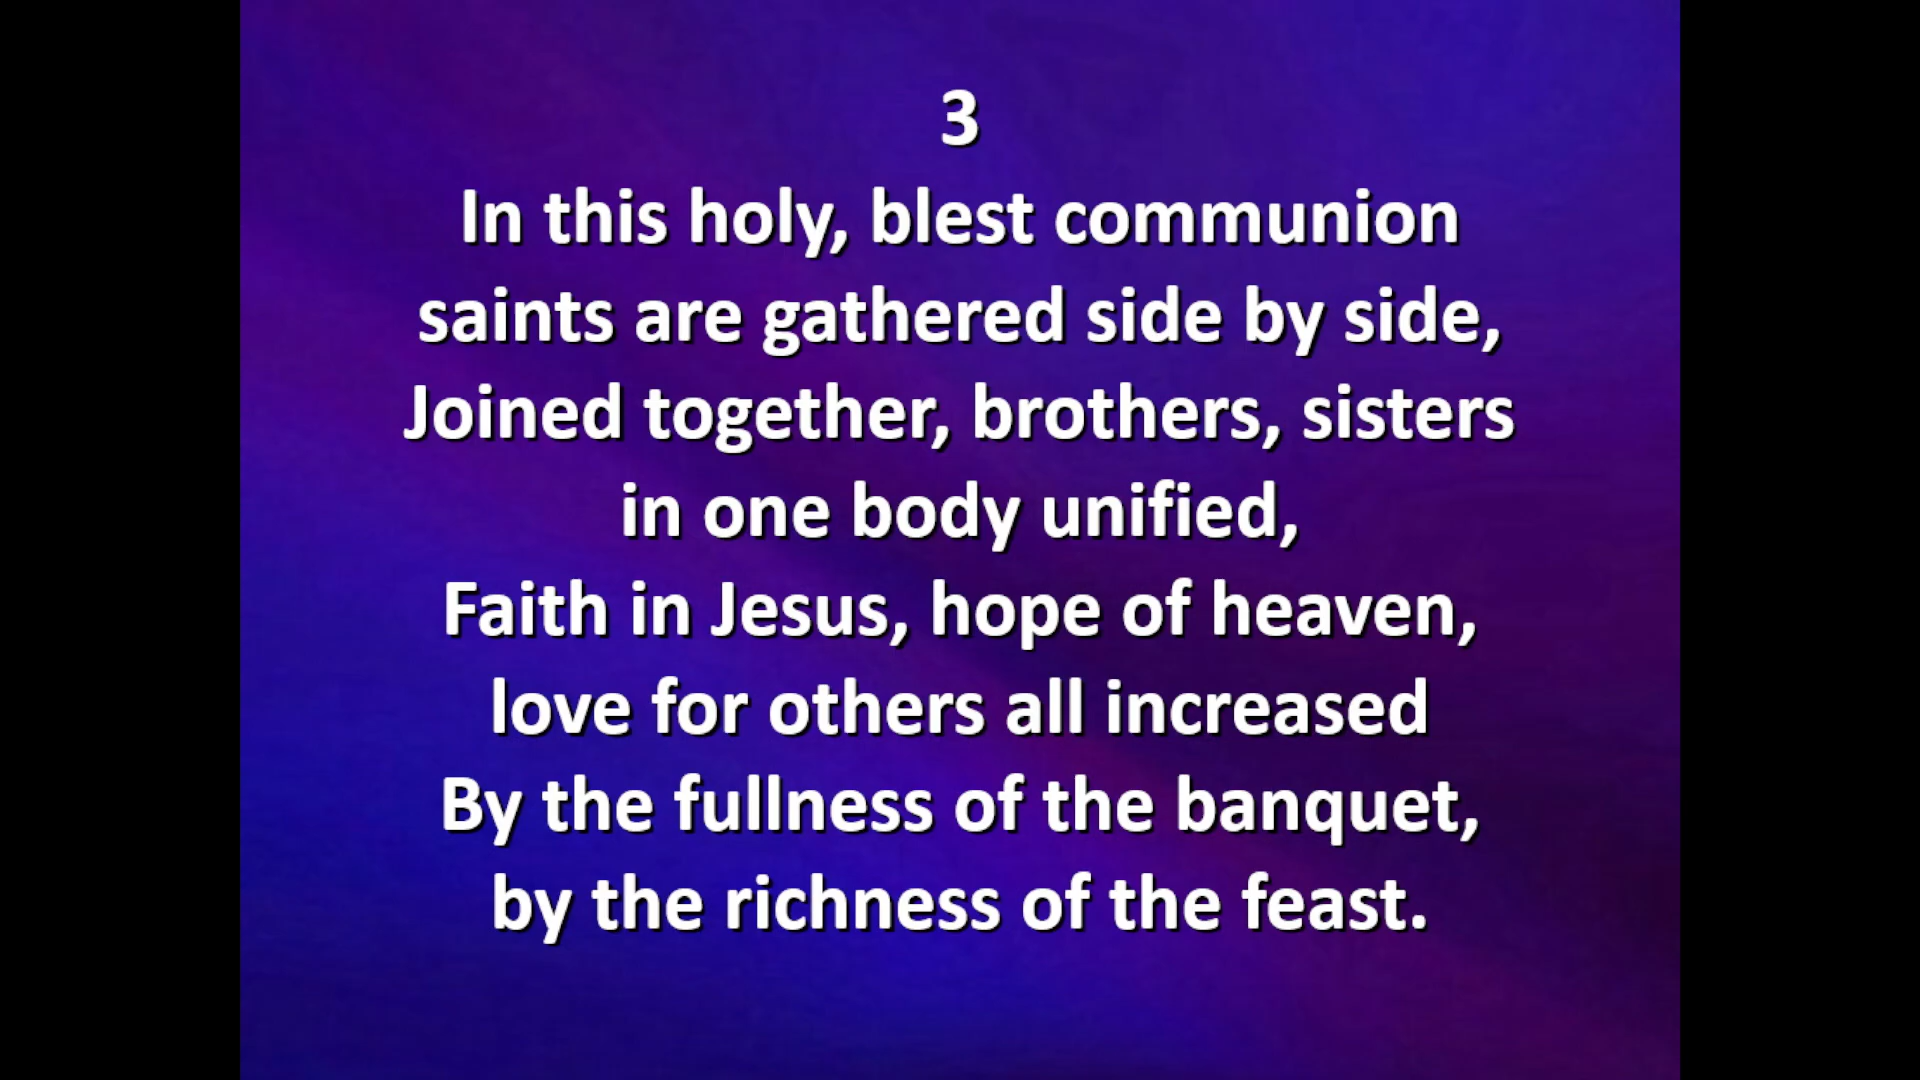 3
In this holy, blest communion
saints are gathered side by side,
Joined together, brothers, sisters
in one body unified,
Faith in Jesus, hope of heaven,
love for others all increased
By the fullness of the banquet,
by the richness of the feast.